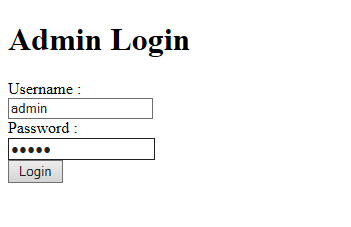 Admin Login
Username :
admin
Password :
•••••
Login